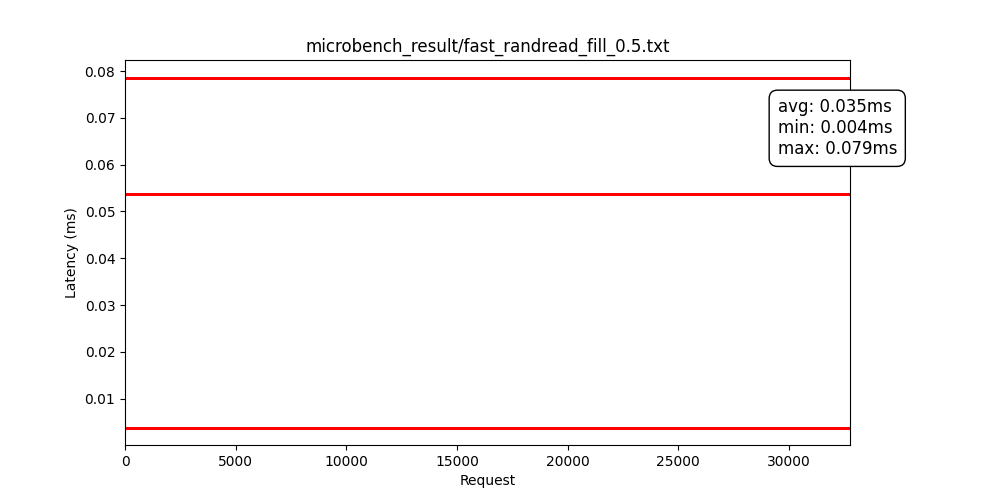 microbench_result/fast_randread_fill_0.5.txt
0.08
0.07
0.06
0.05
0.04
0.03
0.02
0.01
Latency (ms)
avg: 0.035ms
min: 0.004ms
max: 0.079ms
0
5000
10000
15000
20000
25000
30000
Request